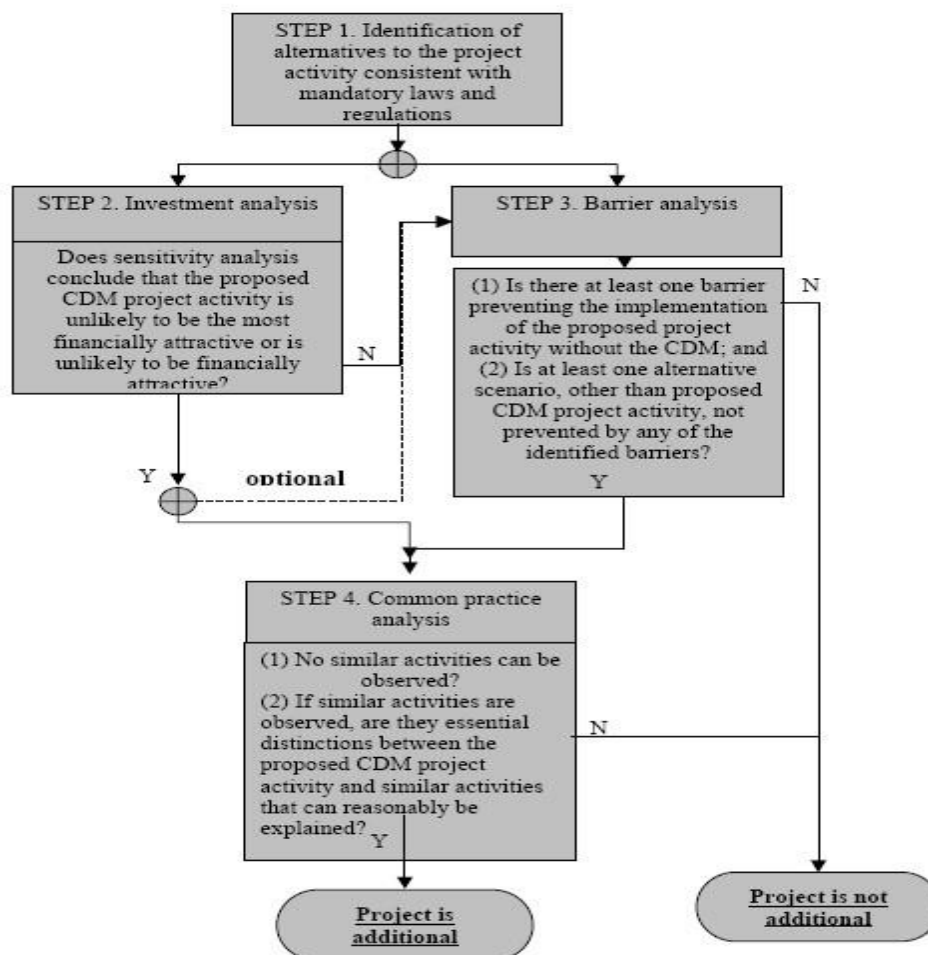 STEP 1. Identification of
alternatives to the project
activity consistent with
mandatory laws and
regulations
STEP 2. Investment analysis
Does sensitivity analysis
conclude that the proposed
CDM project activity is
unlikely to be the most
financially attractive or is
unlikely to be financially
attractive?
N
Y
optional
STEP 3. Barrier analysis
(1) Is there at least one barrier
preventing the implementation
of the proposed project
activity without the CDM; and
(2) Is at least one alternative
scenario, other than proposed
CDM project activity, not
prevented by any of the
identified barriers?
Y
N
STEP 4. Common practice
analysis
(1) No similar activities can be
observed?
(2) If similar activities are
observed, are they essential
distinctions between the
proposed CDM project
activity and similar activities
that can reasonably be
explained?
Y
N
Project is
additional
Project is not
additional